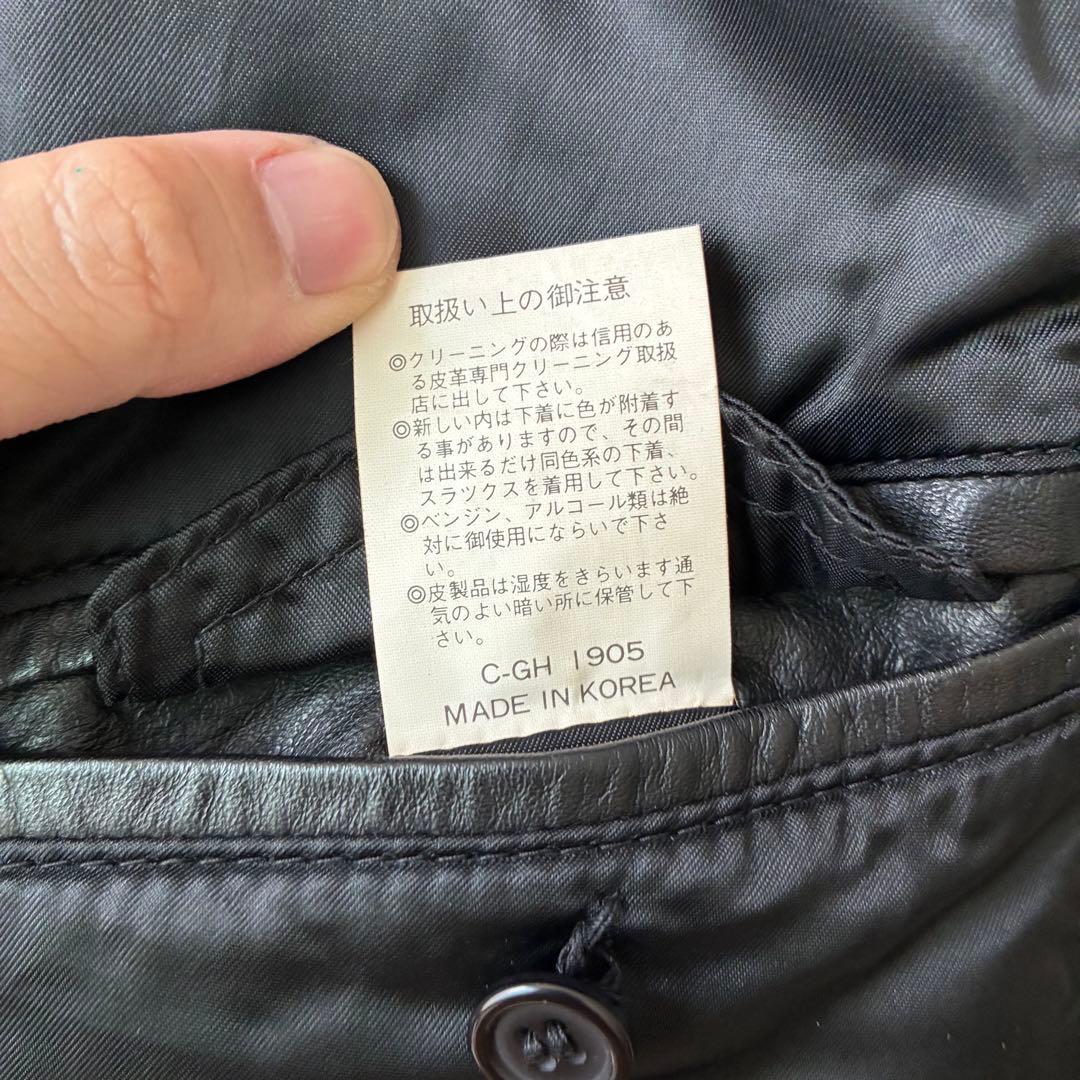 取扱い上の御注意
◎クリーニングの際は信用のあ
る皮革専門クリーニング取扱
店に出して下さい。
◎新しい内は下着に色が附着す
る事がありますので、その間
は出来るだけ同色系の下着、
スラツクスを着用して下さい。
◎ベンジン、アルコール類は絶
対に御使用にならいで下さ
い。
◎皮製品は湿度をきらいます通
気のよい暗い所に保管して下
さい。
C-GH 1905
MADE IN KOREA